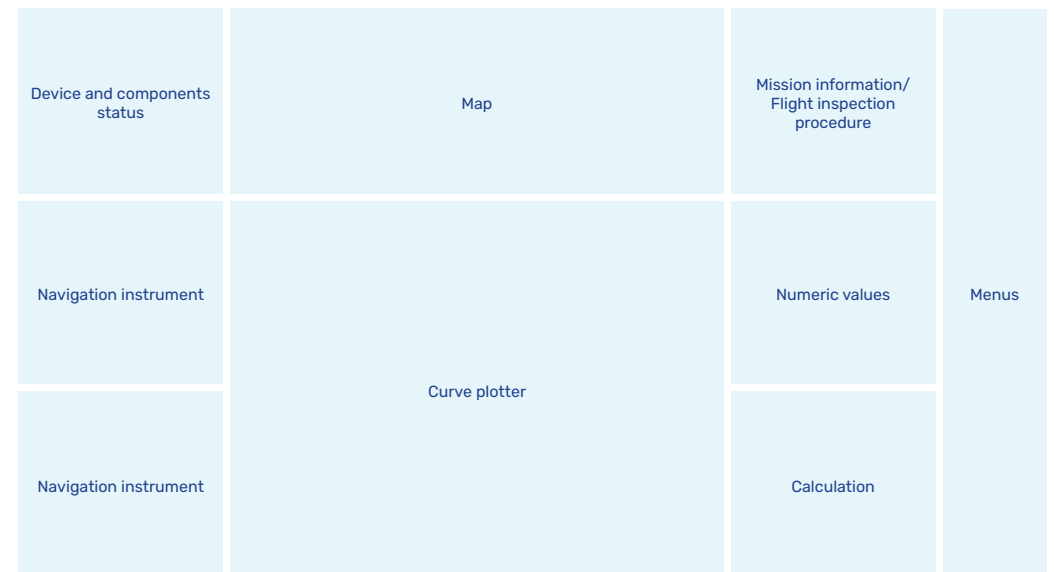 Device and components
status
Map
Mission information/
Flight inspection
procedure
Navigation instrument
Numeric values
Menus
Curve plotter
Navigation instrument
Calculation